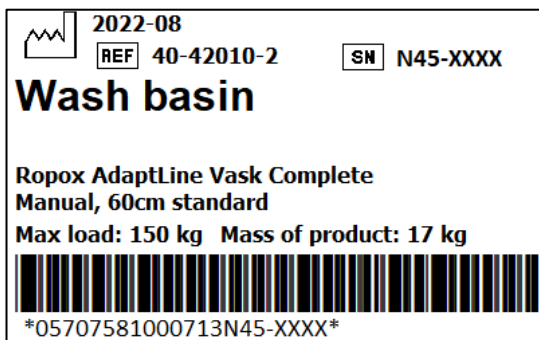 2022-08
REF 40-42010-2 SN N45-XXXX
Wash basin
Ropox AdaptLine Vask Complete
Manual, 60cm standard
Max load: 150 kg Mass of product: 17 kg
*05707581000713N45-XXXX*